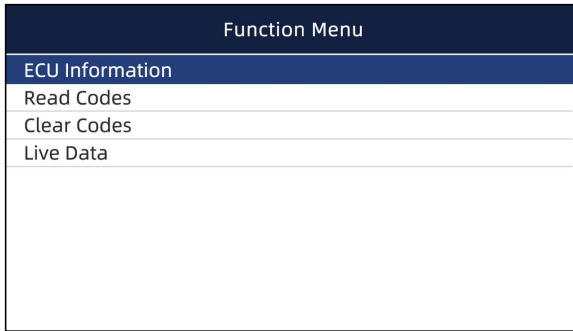 Function Menu
ECU Information
Read Codes
Clear Codes
Live Data